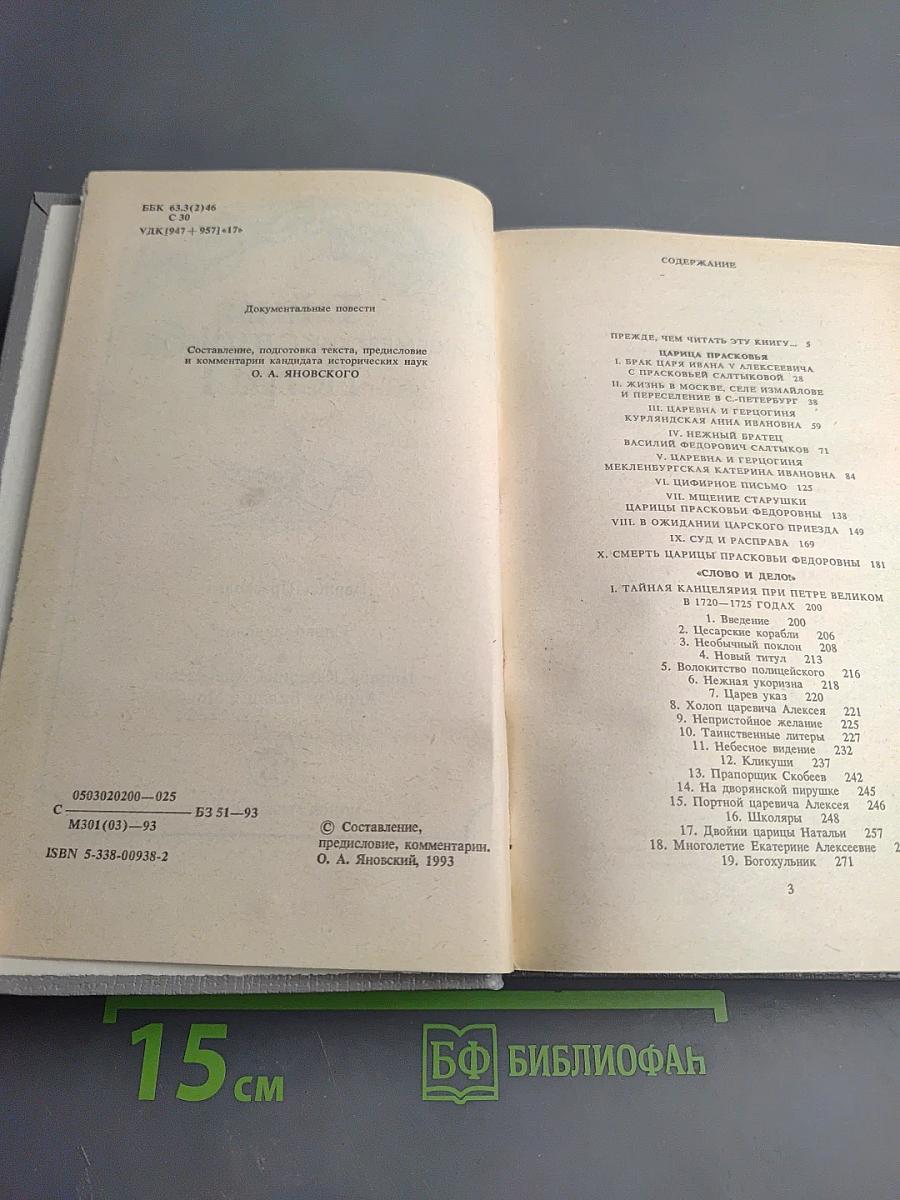 ББК 63.3(2)46
С 30
УДК [947+957]«17»
Документальные повести
Составление, подготовка текста, предисловие
и комментарии кандидата исторических наук
О. А. ЯНОВСКОГО
0503020200—025
С ———— БЗ 51—93
М301(03)—93
ISBN 5-338-00938-2
© Составление,
предисловие, комментарии.
О. А. Яновский, 1993
СОДЕРЖАНИЕ
ПРЕЖДЕ, ЧЕМ ЧИТАТЬ ЭТУ КНИГУ... 5
ЦАРИЦА ПРАСКОВЬЯ
I. БРАК ЦАРЯ ИВАНА V АЛЕКСЕЕВИЧА
С ПРАСКОВЬЕЙ САЛТЫКОВОЙ 28
II. ЖИЗНЬ В МОСКВЕ, СЕЛЕ ИЗМАЙЛОВЕ
И ПЕРЕСЕЛЕНИЕ В С.-ПЕТЕРБУРГ 38
III. ЦАРЕВНА И ГЕРЦОГИНЯ
КУРЛЯНДСКАЯ АННА ИВАНОВНА 59
IV. НЕЖНЫЙ БРАТЕЦ
ВАСИЛИЙ ФЕДОРОВИЧ САЛТЫКОВ 71
V. ЦАРЕВНА И ГЕРЦОГИНЯ
МЕКЛЕНБУРГСКАЯ КАТЕРИНА ИВАНОВНА 84
VI. ЦИФИРНОЕ ПИСЬМО 125
VII. МЩЕНИЕ СТАРУШКИ
ЦАРИЦЫ ПРАСКОВЬИ ФЕДОРОВНЫ 138
VIII. В ОЖИДАНИИ ЦАРСКОГО ПРИЕЗДА 149
IX. СУД И РАСПРАВА 169
X. СМЕРТЬ ЦАРИЦЫ ПРАСКОВЬИ ФЕДОРОВНЫ 181
«СЛОВО И ДЕЛО!»
I. ТАЙНАЯ КАНЦЕЛЯРИЯ ПРИ ПЕТРЕ ВЕЛИКОМ
В 1720—1725 ГОДАХ 200
1. Введение 200
2. Цесарские корабли 206
3. Необычный поклон 208
4. Новый титул 213
5. Волокитство полицейского 216
6. Нежная укоризна 218
7. Царев указ 220
8. Холоп царевича Алексея 221
9. Непристойное желание 225
10. Таинственные литеры 227
11. Небесное видение 232
12. Кликуши 237
13. Прапорщик Скобеев 242
14. На дворянской пирушке 245
15. Портной царевича Алексея 246
16. Школяры 248
17. Двойни царицы Натальи 257
18. Многолетие Екатерине Алексеевне
19. Богохульник 271
3
15 см
БФ БИБЛИОФАН